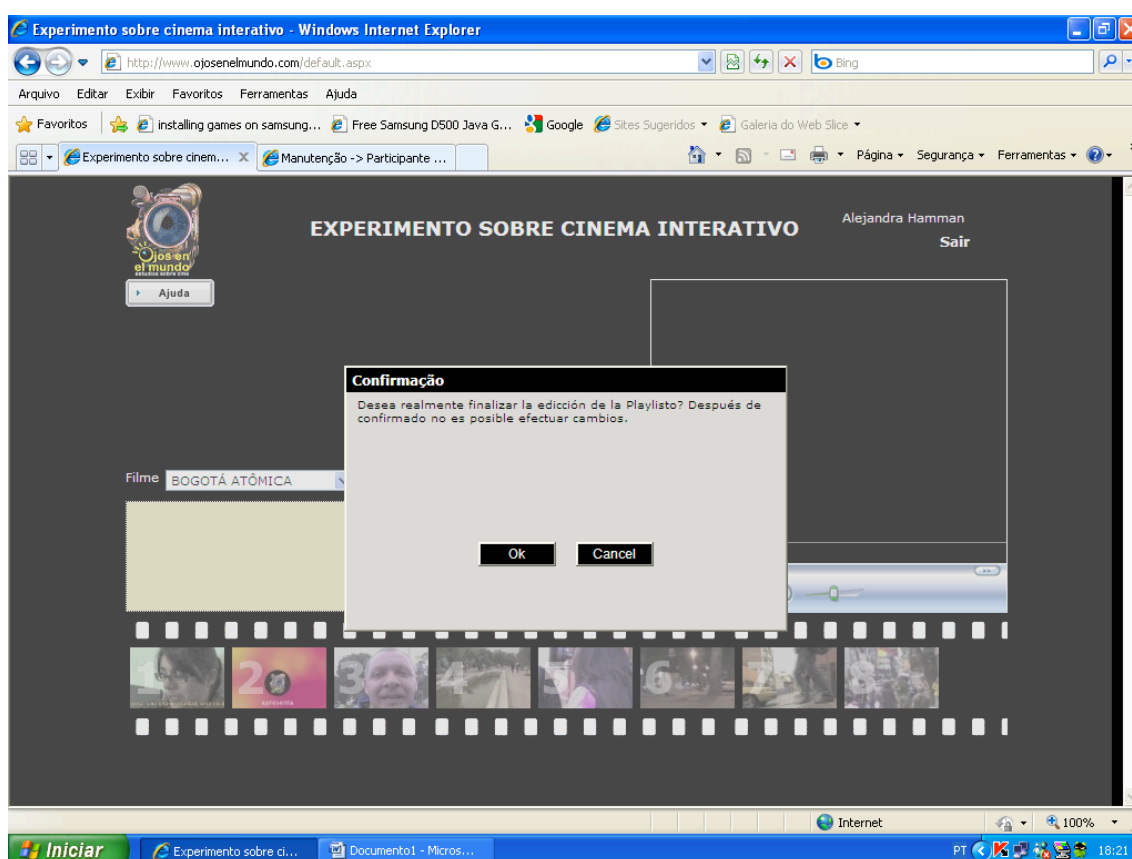 Experimento sobre cinema interativo - Windows Internet Explorer
http://www.ojosenelmundo.com/default.aspx
Bing
Arquivo Editar Exibir Favoritos Ferramentas Ajuda
Favoritos installing games on samsung... Free Samsung D500 Java G... Google Sites Sugeridos Galeria do Web Slice
Experimento sobre cinem... Manutenção -> Participante ... Página Segurança Ferramentas
Ojos en
el mundo
EXPERIMENTO SOBRE CINEMA INTERATIVO
Alejandra Hamman
Sair
Ajuda
Confirmação
Desea realmente finalizar la edicción de la Playlisto? Después de
confirmado no es posible efectuar cambios.
Filme BOGOTÁ ATÔMICA
Ok Cancel
1 2 3 4 5 6 7 8
apresenta
Internet 100%
Iniciar Experimento sobre ci... Documento1 - Micros... PT 18:21